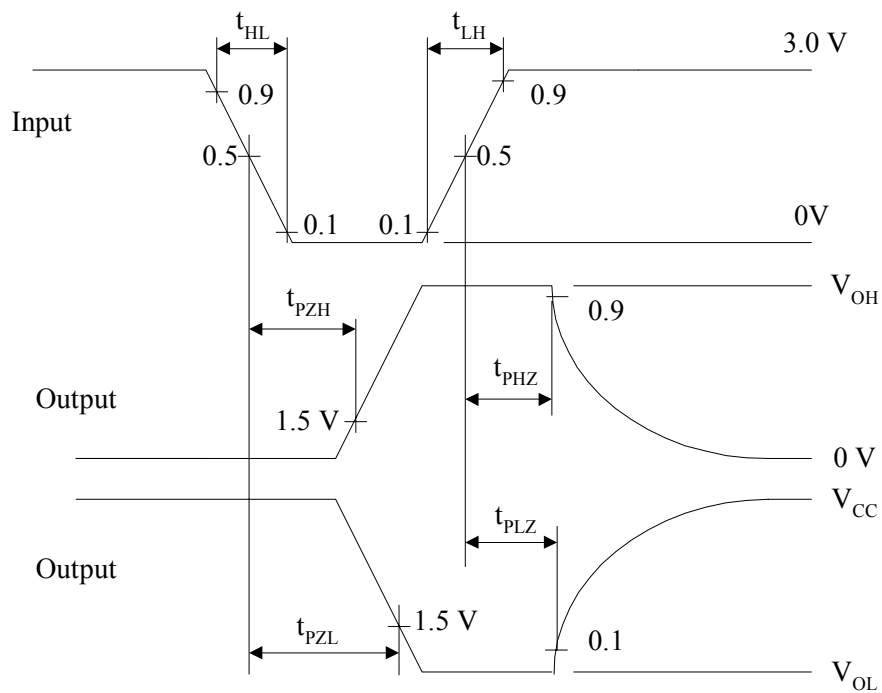 tHL
tLH
3.0 V
0.9
0.9
Input
0.5
0.5
0.1
0.1
0V
VOH
tPZH
0.9
tPHZ
Output
1.5 V
0 V
VCC
tPLZ
Output
1.5 V
tPZL
0.1
VOL